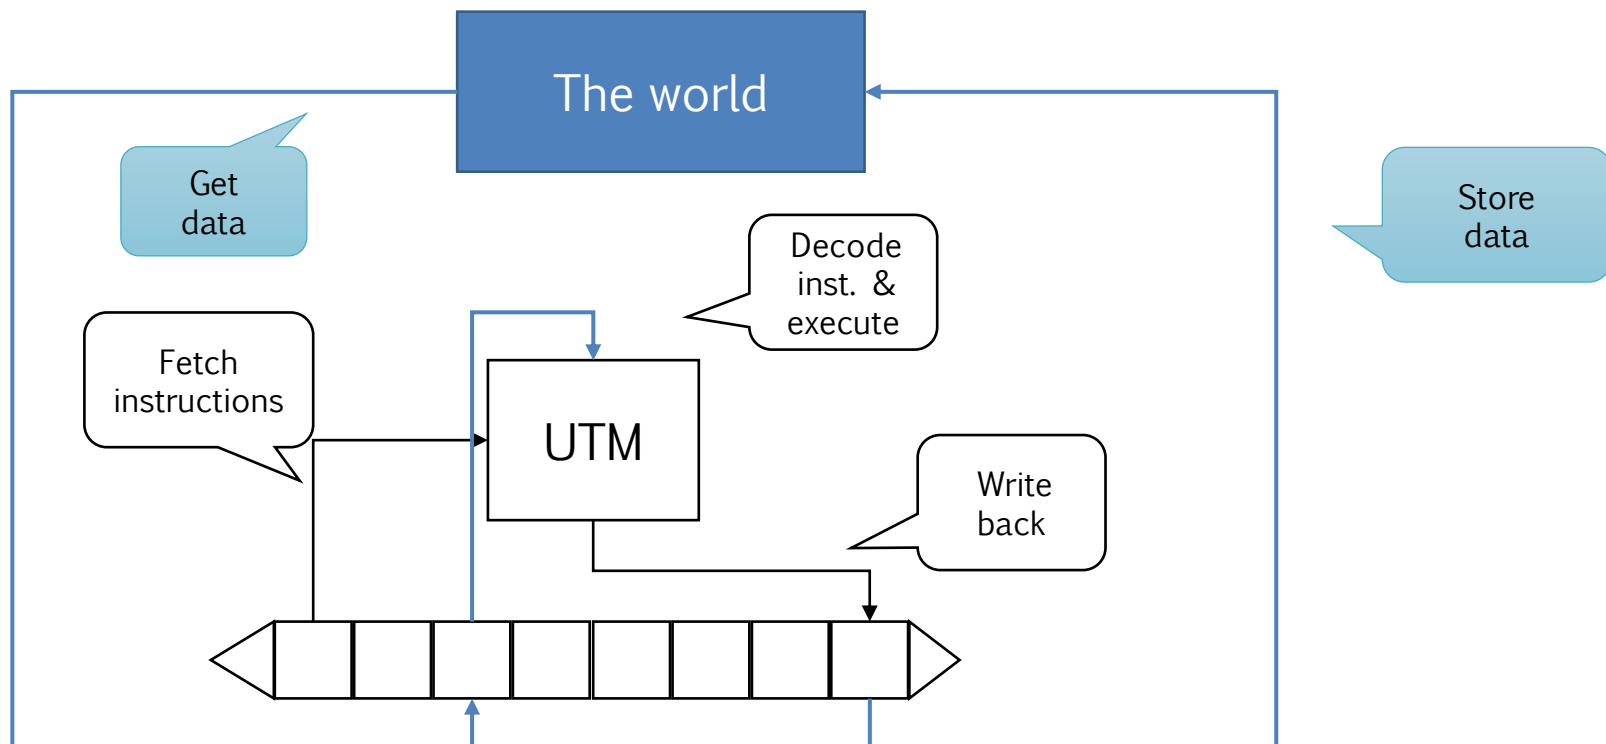 The world
Get
data
Store
data
Decode
inst. &
execute
Fetch
instructions
UTM
Write
back